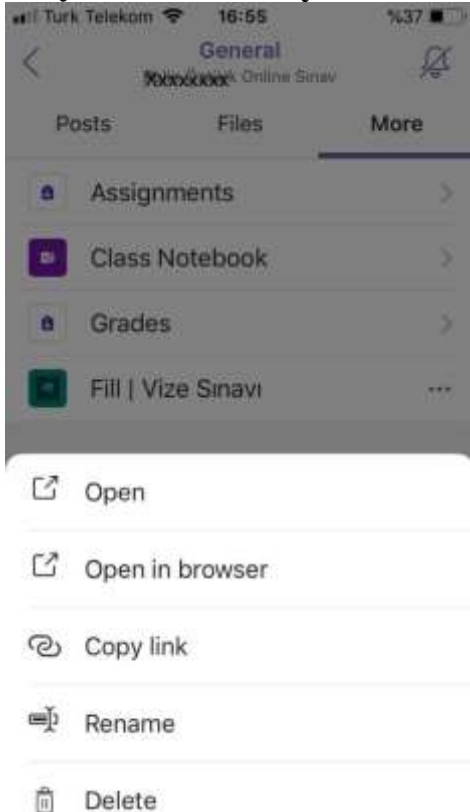 Turk Telekom 16:55 %37
General
Online Sınav
Posts Files More
Assignments
Class Notebook
Grades
Fill | Vize Sınavı ...
Open
Open in browser
Copy link
Rename
Delete